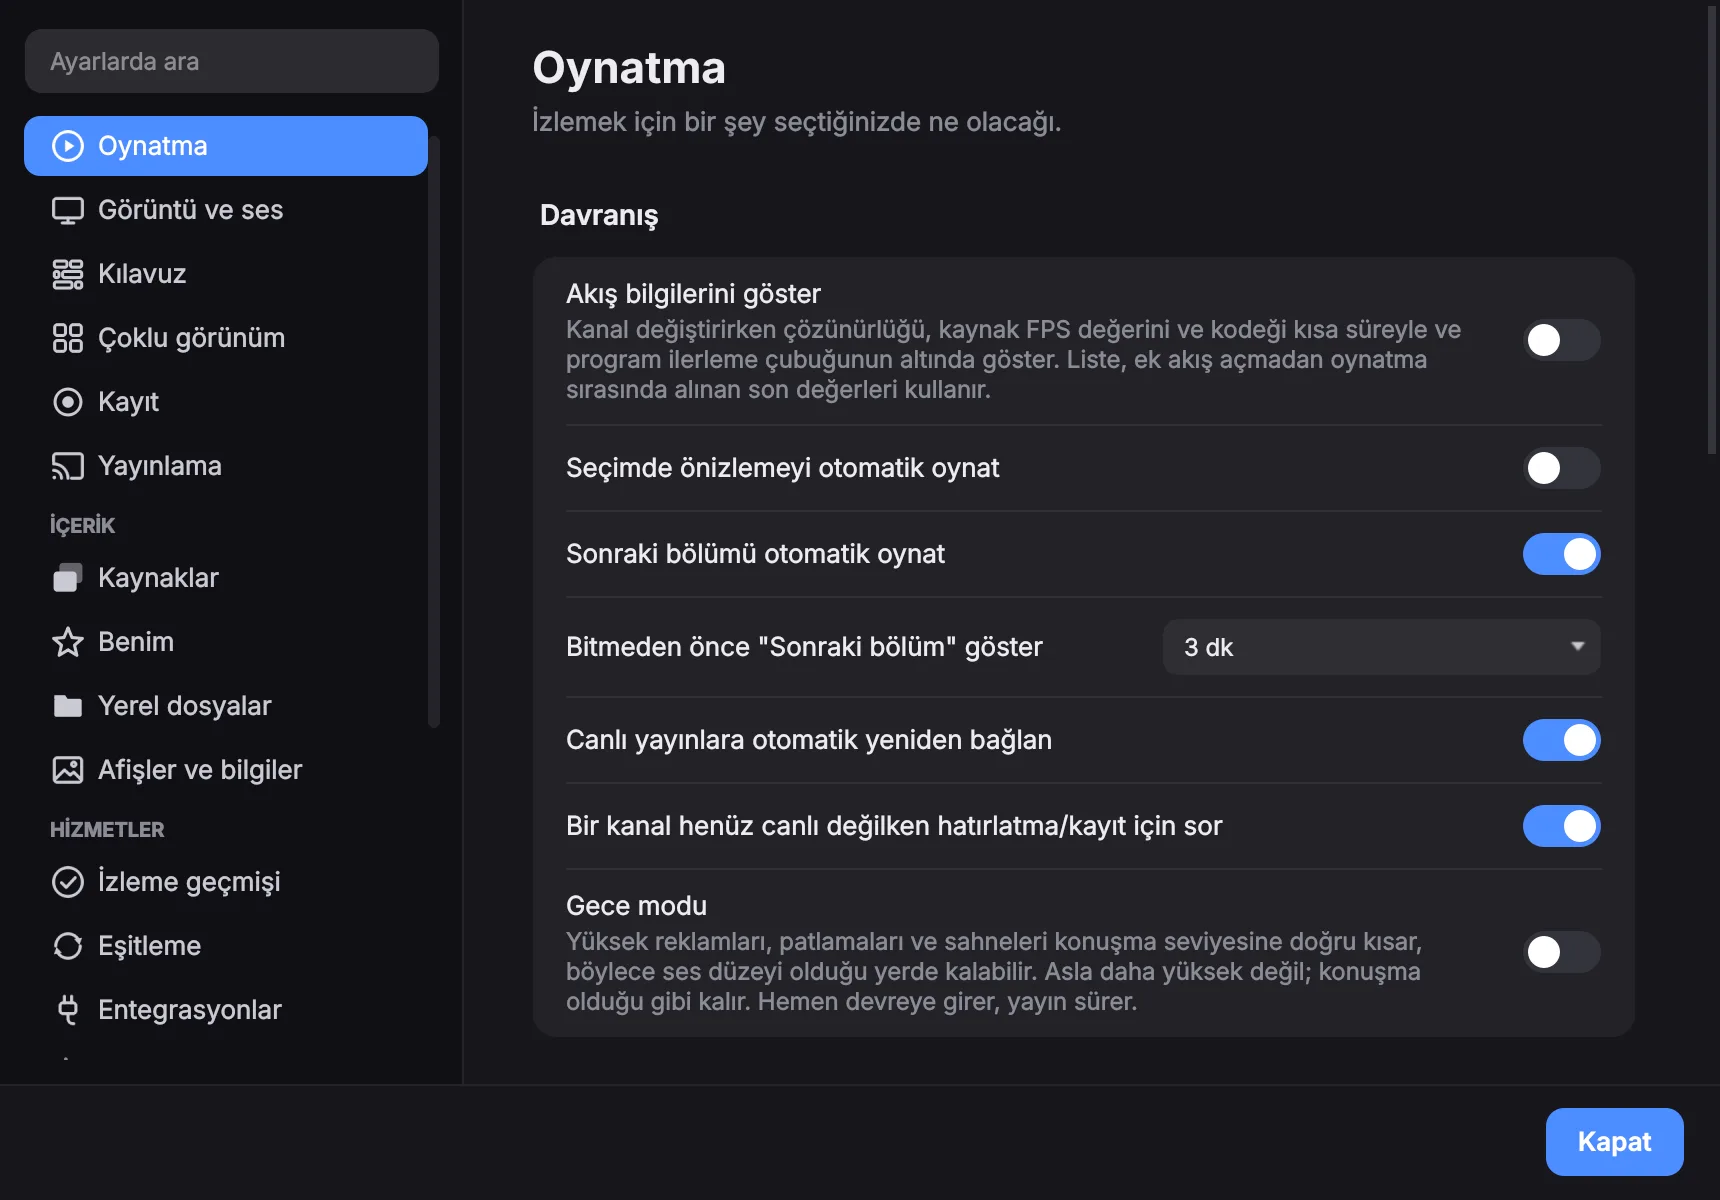 Ayarlarda ara
Oynatma
Görüntü ve ses
Kılavuz
Çoklu görünüm
Kayıt
Yayınlama
İÇERİK
Kaynaklar
Benim
Yerel dosyalar
Afişler ve bilgiler
HİZMETLER
İzleme geçmişi
Eşitleme
Entegrasyonlar
Oynatma
İzlemek için bir şey seçtiğinizde ne olacağı.
Davranış
Akış bilgilerini göster
Kanal değiştirirken çözünürlüğü, kaynak FPS değerini ve kodeği kısa süreyle ve
program ilerleme çubuğunun altında göster. Liste, ek akış açmadan oynatma
sırasında alınan son değerleri kullanır.
Seçimde önizlemeyi otomatik oynat
Sonraki bölümü otomatik oynat
Bitmeden önce "Sonraki bölüm" göster
3 dk
Canlı yayınlara otomatik yeniden bağlan
Bir kanal henüz canlı değilken hatırlatma/kayıt için sor
Gece modu
Yüksek reklamları, patlamaları ve sahneleri konuşma seviyesine doğru kısar,
böylece ses düzeyi olduğu yerde kalabilir. Asla daha yüksek değil; konuşma
olduğu gibi kalır. Hemen devreye girer, yayın sürer.
Kapat